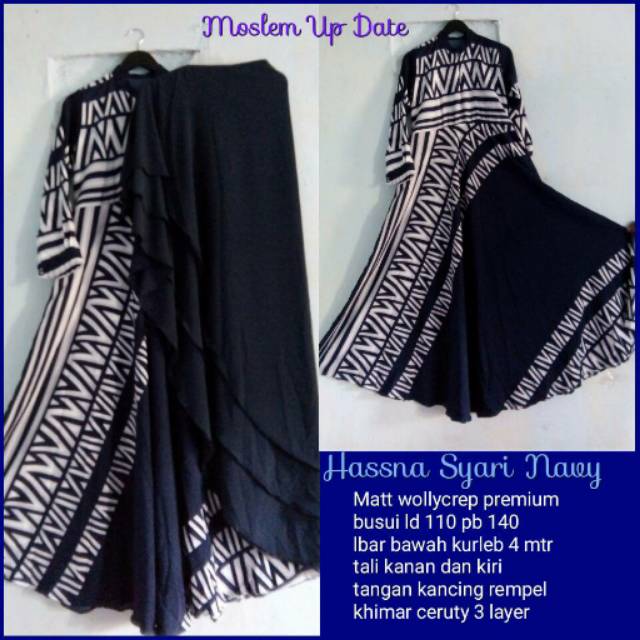 Moslem Up Date
Hassna Syari Navy
Matt wollycrep premium
busui ld 110 pb 140
lbar bawah kurleb 4 mtr
tali kanan dan kiri
tangan kancing rempel
khimar ceruty 3 layer